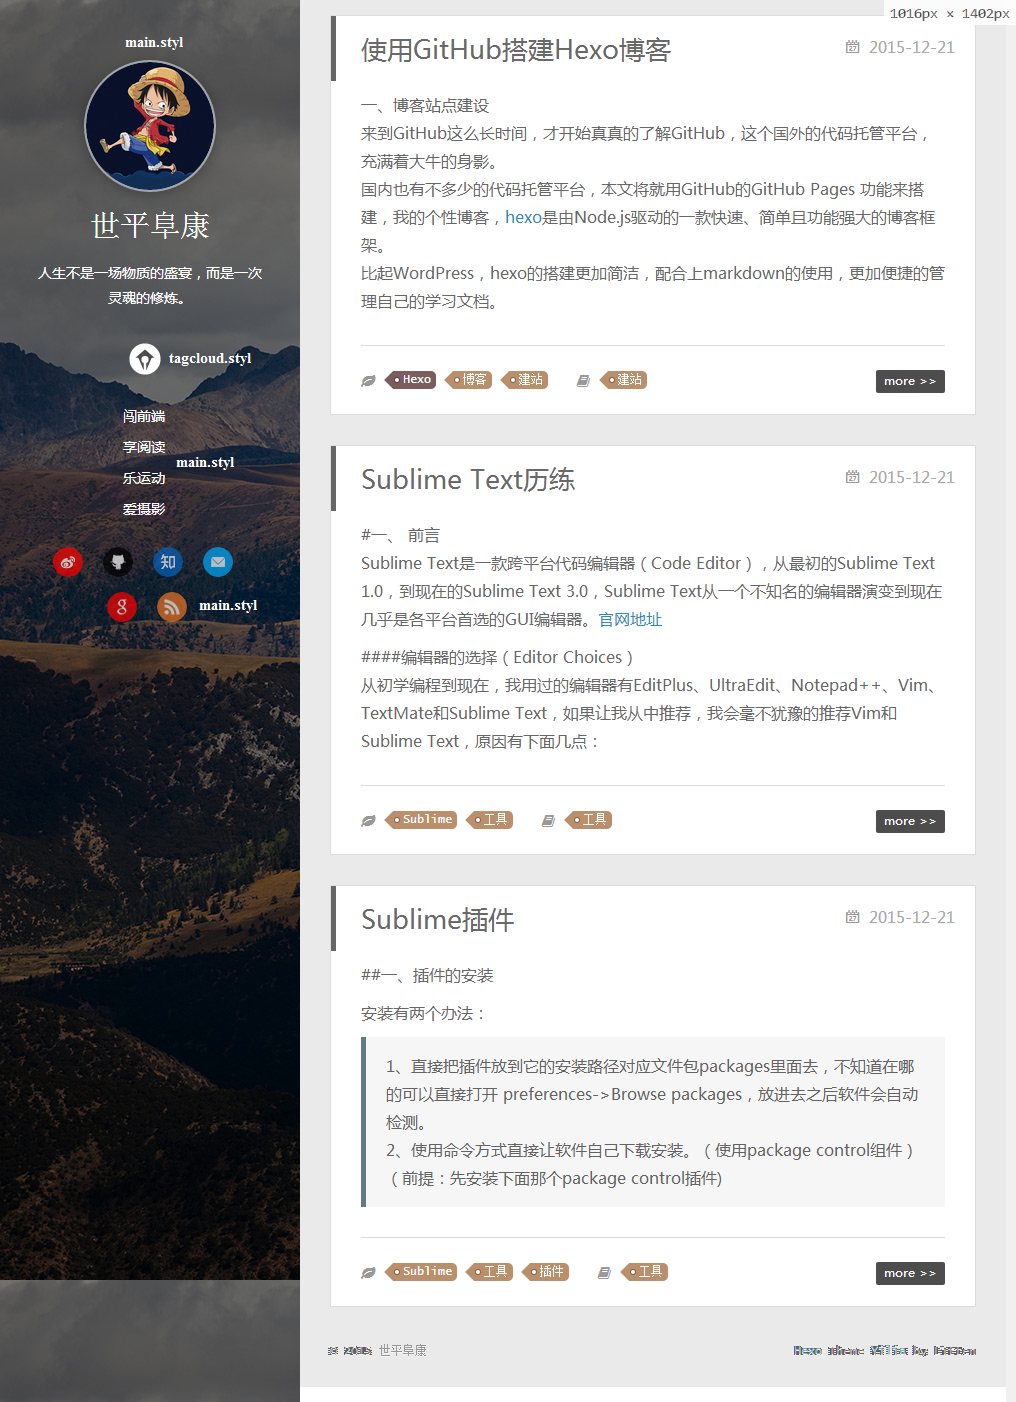 1016px × 1402px
main.styl
世平阜康
人生不是一场物质的盛宴，而是一次
灵魂的修炼。
tagcloud.styl
闯前端
享阅读
main.styl
乐运动
爱摄影
知
g
main.styl
使用GitHub搭建Hexo博客
2015-12-21
一、博客站点建设
来到GitHub这么长时间，才开始真真的了解GitHub，这个国外的代码托管平台，
充满着大牛的身影。
国内也有不多少的代码托管平台，本文将就用GitHub的GitHub Pages 功能来搭
建，我的个性博客，hexo是由Node.js驱动的一款快速、简单且功能强大的博客框
架。
比起WordPress，hexo的搭建更加简洁，配合上markdown的使用，更加便捷的管
理自己的学习文档。
Hexo 博客 建站 建站
more >>
Sublime Text历练
2015-12-21
#一、 前言
Sublime Text是一款跨平台代码编辑器（Code Editor），从最初的Sublime Text
1.0，到现在的Sublime Text 3.0，Sublime Text从一个不知名的编辑器演变到现在
几乎是各平台首选的GUI编辑器。官网地址
####编辑器的选择（Editor Choices）
从初学编程到现在，我用过的编辑器有EditPlus、UltraEdit、Notepad++、Vim、
TextMate和Sublime Text，如果让我从中推荐，我会毫不犹豫的推荐Vim和
Sublime Text，原因有下面几点：
Sublime 工具 工具
more >>
Sublime插件
2015-12-21
##一、插件的安装
安装有两个办法：
1、直接把插件放到它的安装路径对应文件包packages里面去，不知道在哪
的可以直接打开 preferences->Browse packages，放进去之后软件会自动
检测。
2、使用命令方式直接让软件自己下载安装。（使用package control组件）
（前提：先安装下面那个package control插件)
Sublime 工具 插件 工具
more >>
世平阜康